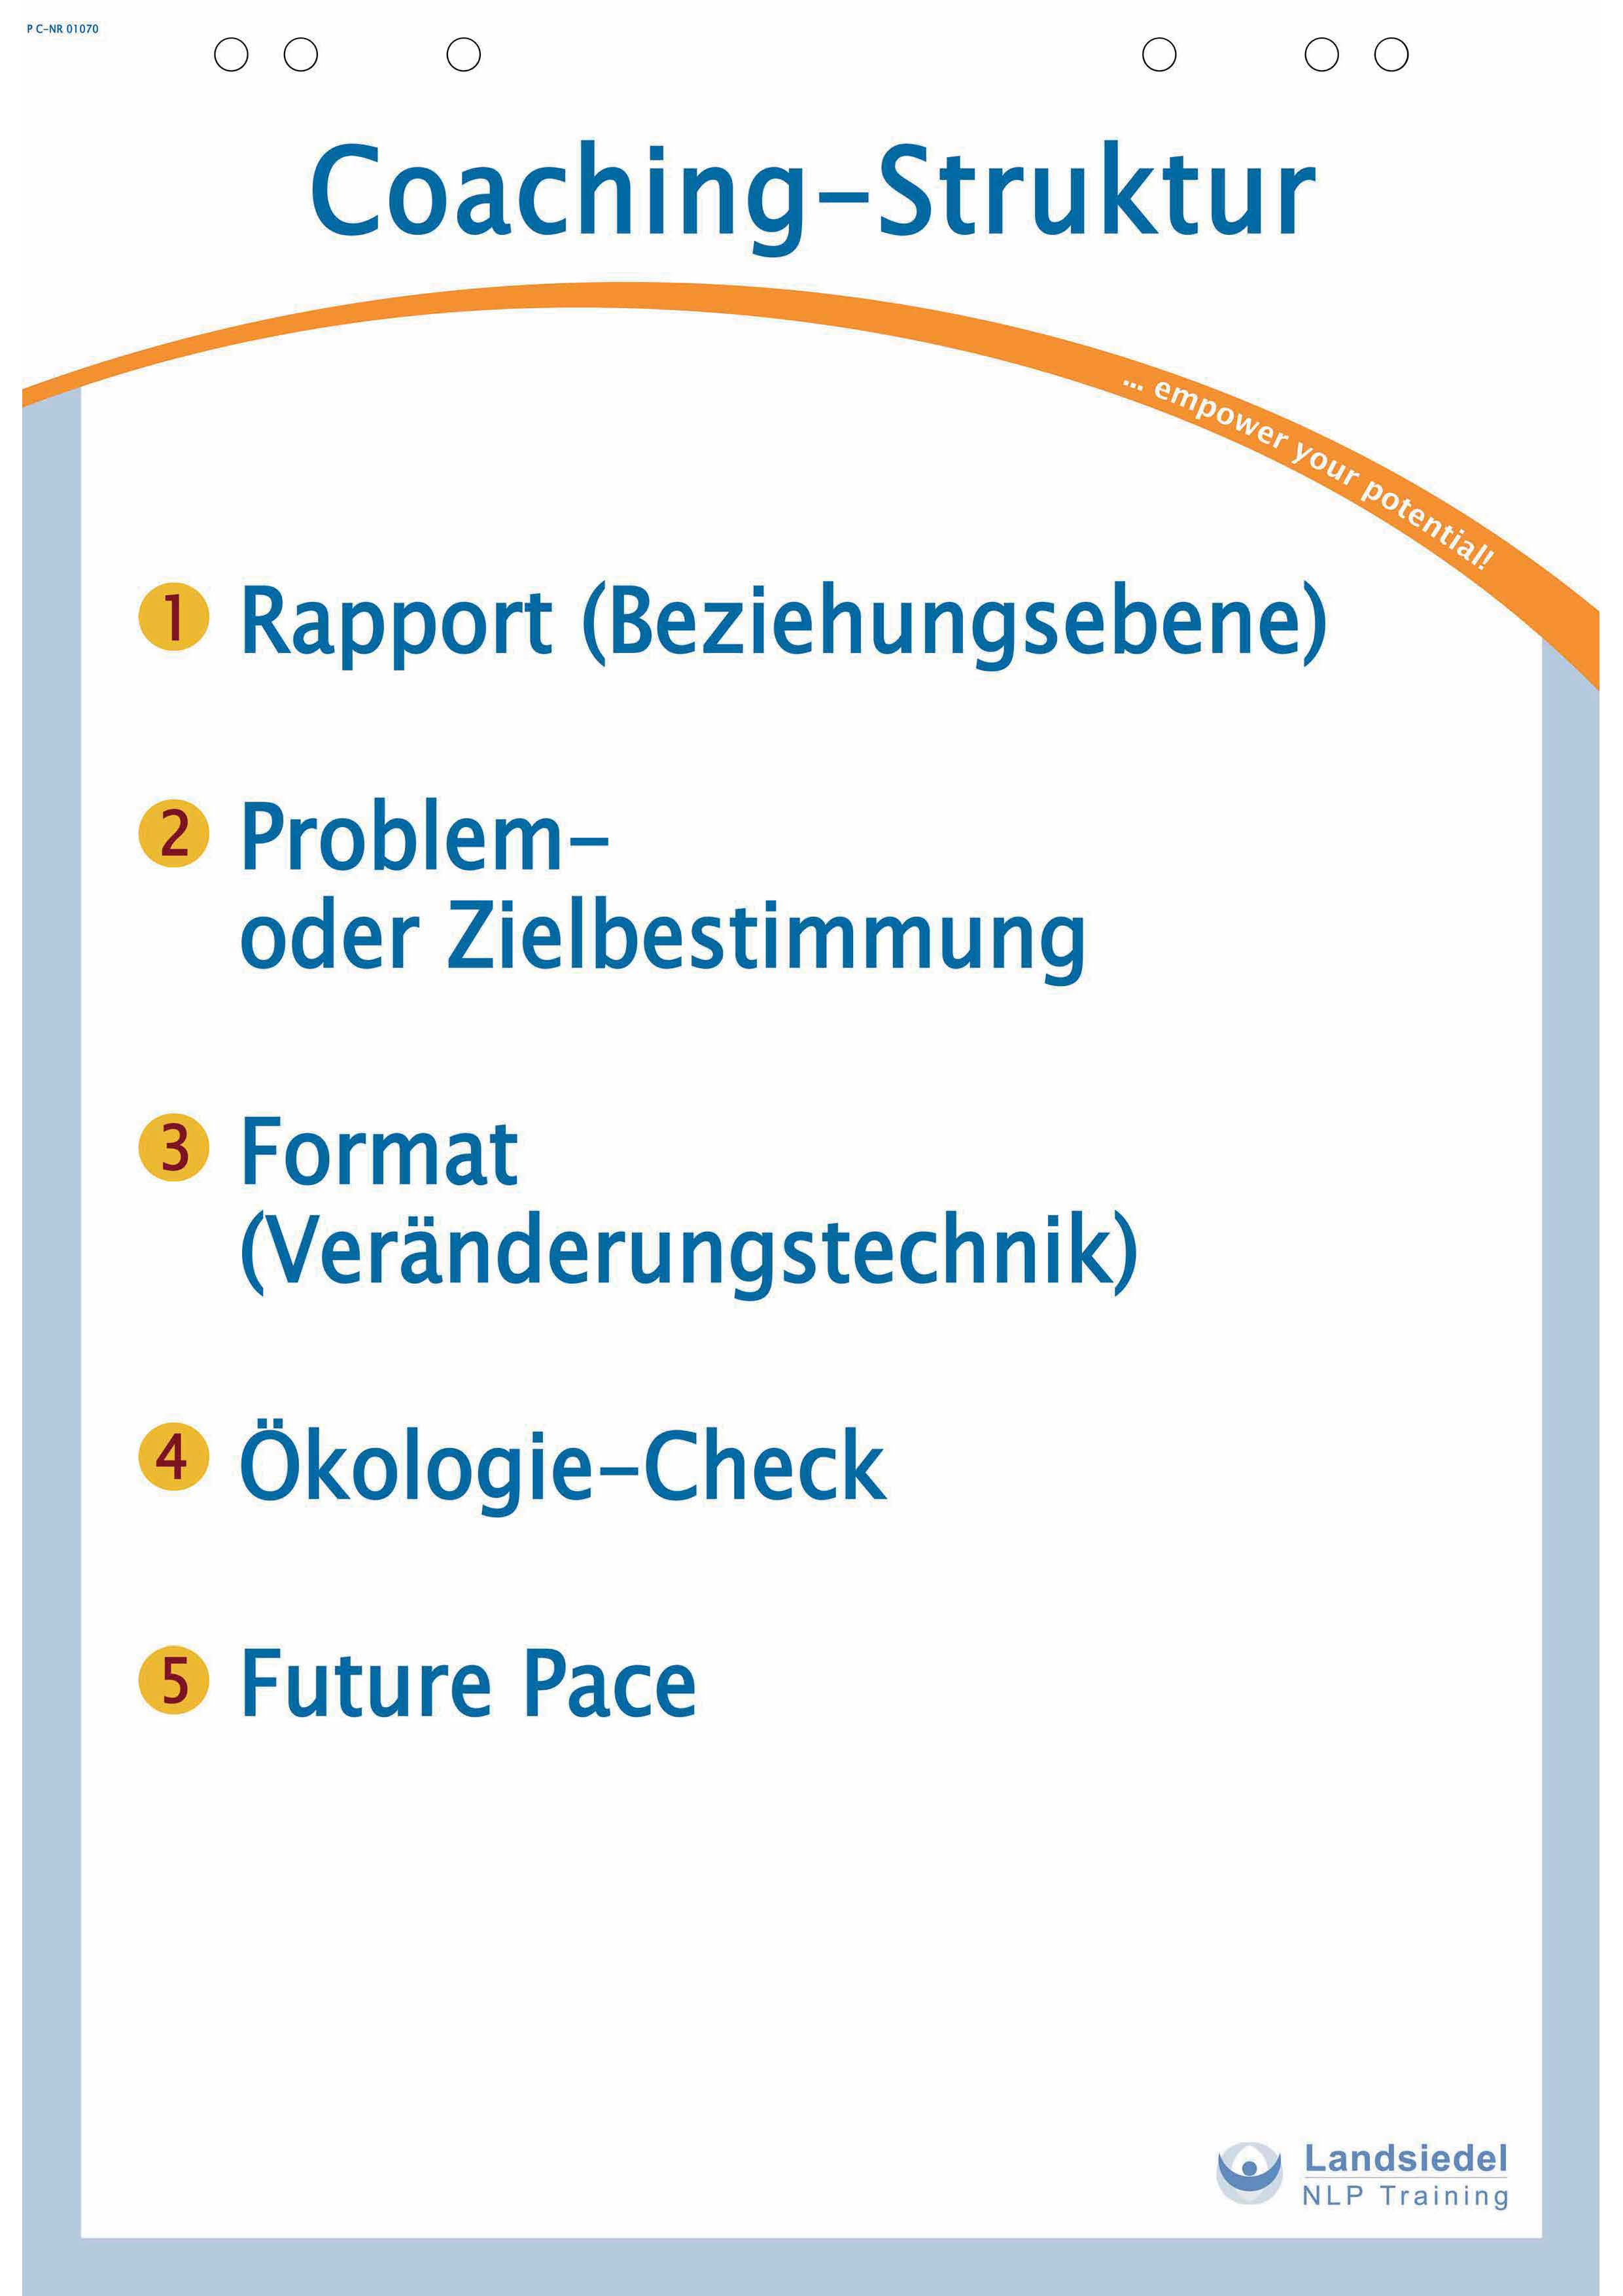 P C-NR 01070
Coaching-Struktur
... empower your potential!
1 Rapport (Beziehungsebene)
2 Problem-
oder Zielbestimmung
3 Format
(Veränderungstechnik)
4 Ökologie-Check
5 Future Pace
Landsiedel
NLP Training